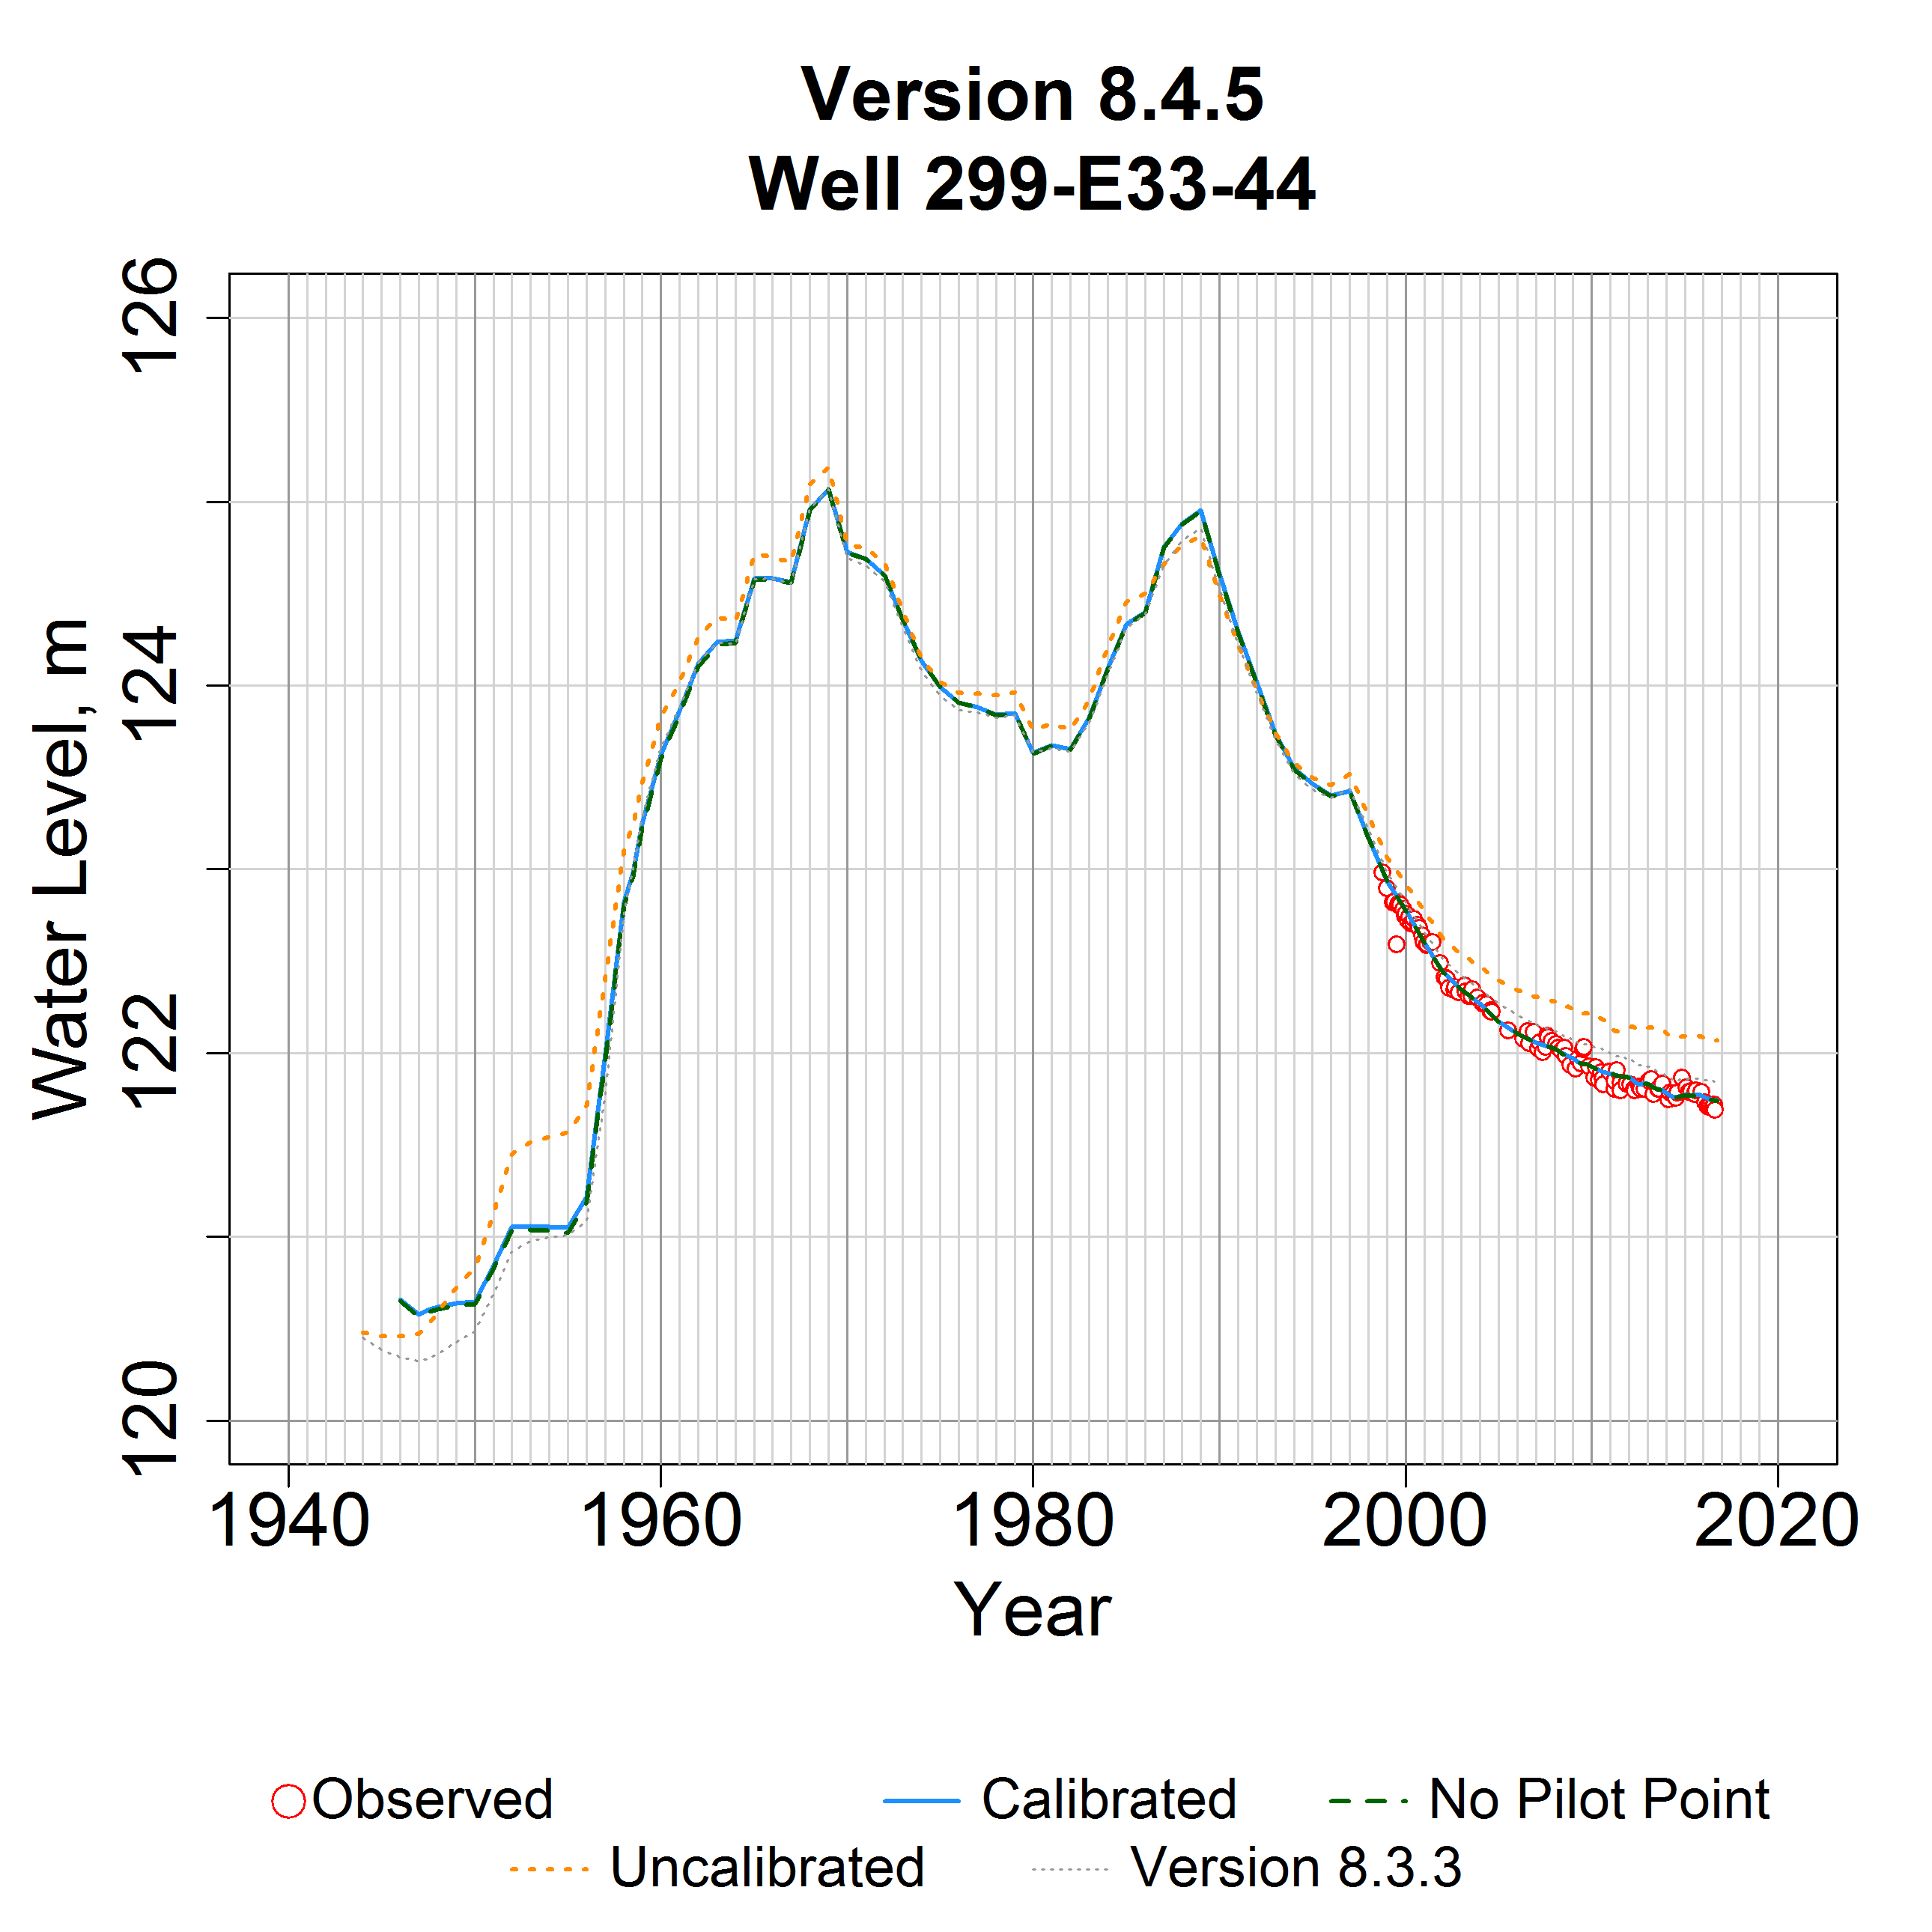 Version 8.4.5
Well 299-E33-44
126
124
122
120
Water Level, m
1940 1960 1980 2000 2020
Year
Observed Calibrated No Pilot Point
Uncalibrated Version 8.3.3